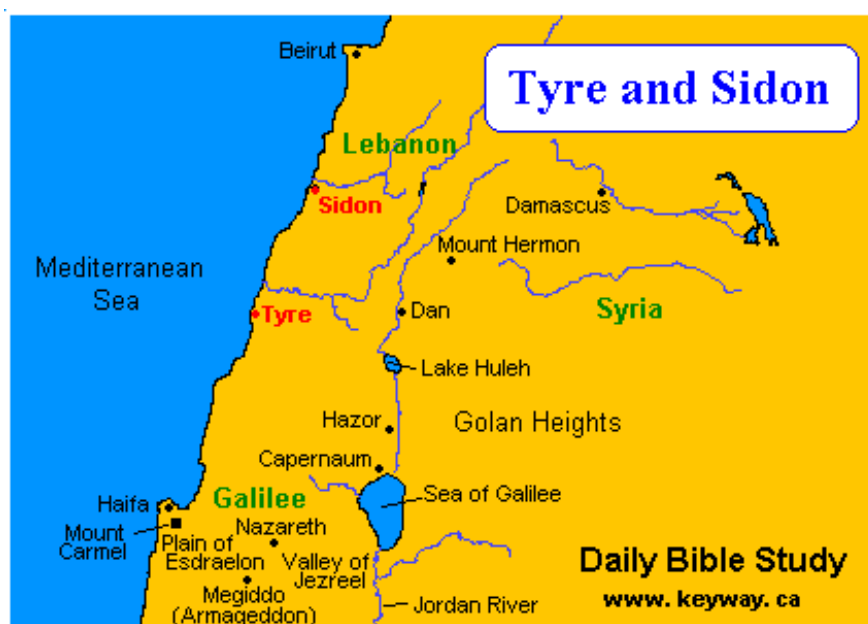 Beirut
Tyre and Sidon
Lebanon
Sidon
Damascus
Mount Hermon
Mediterranean
Sea
Tyre
Dan
Syria
Lake Huleh
Hazor
Golan Heights
Capernaum
Haifa
Galilee
Sea of Galilee
Mount
Carmel
Nazareth
Plain of
Esdraelon
Valley of
Jezreel
Megiddo
(Armageddon)
Jordan River
Daily Bible Study
www.keyway.ca